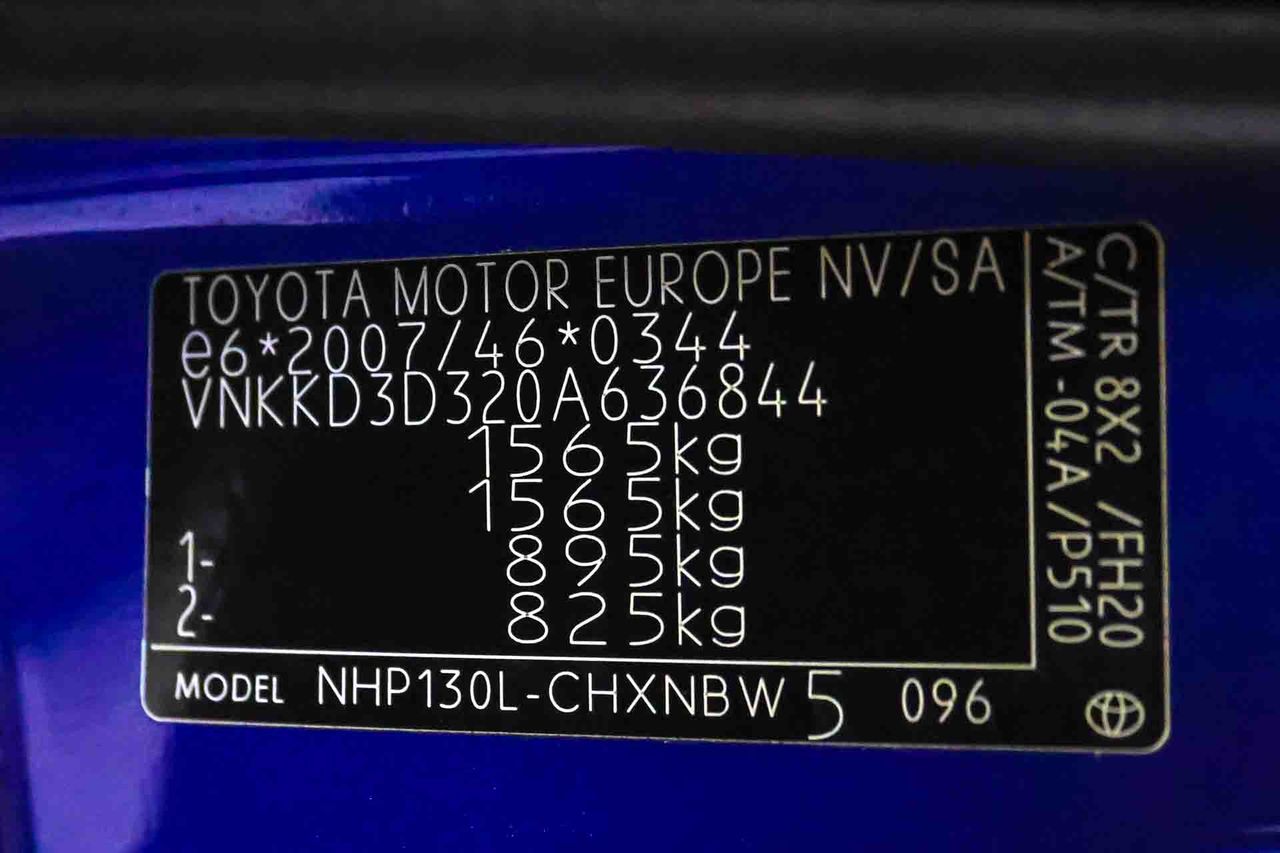 TOYOTA MOTOR EUROPE NV/SA
e6*2007/46*0344
VNKKD3D320A636844
1565kg
1565kg
1- 895kg
2- 825kg
MODEL NHP130L-CHXNBW 5 096
C/TR 8X2 /FH20
A/TM -04A/P510